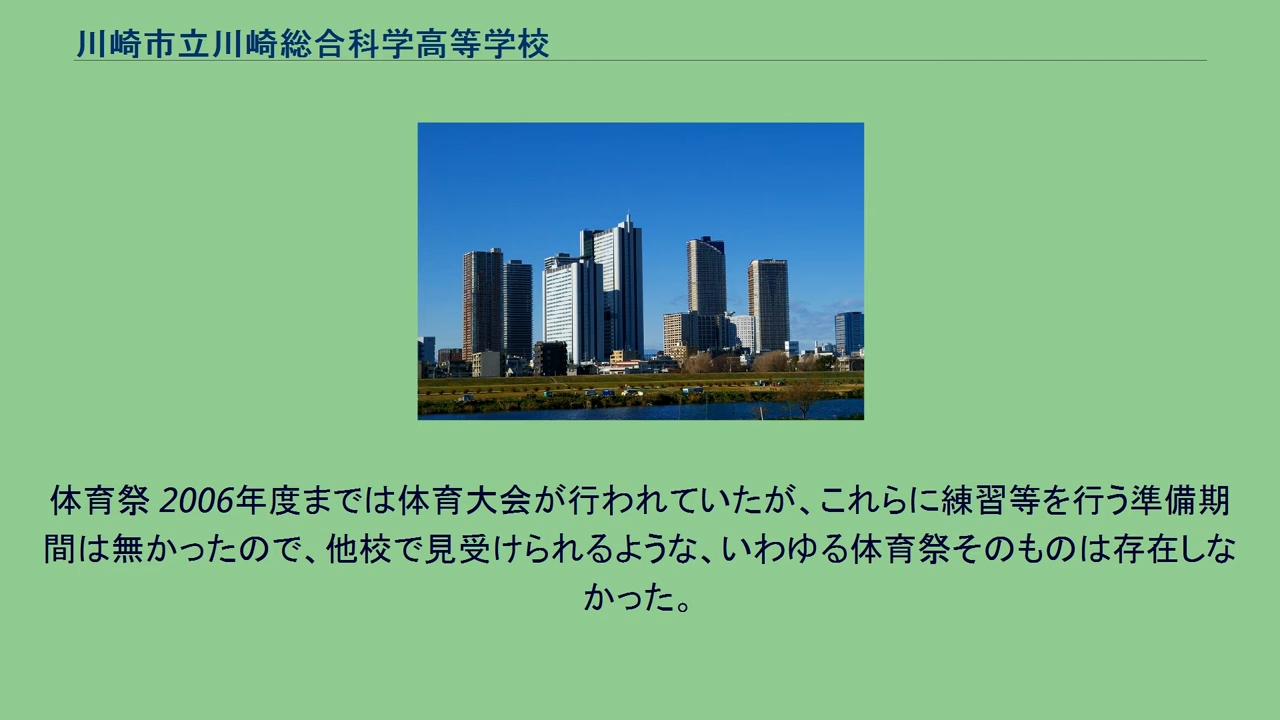 川崎市立川崎総合科学高等学校
体育祭 2006年度までは体育大会が行われていたが、これらに練習等を行う準備期
間は無かったので、他校で見受けられるような、いわゆる体育祭そのものは存在しな
かった。